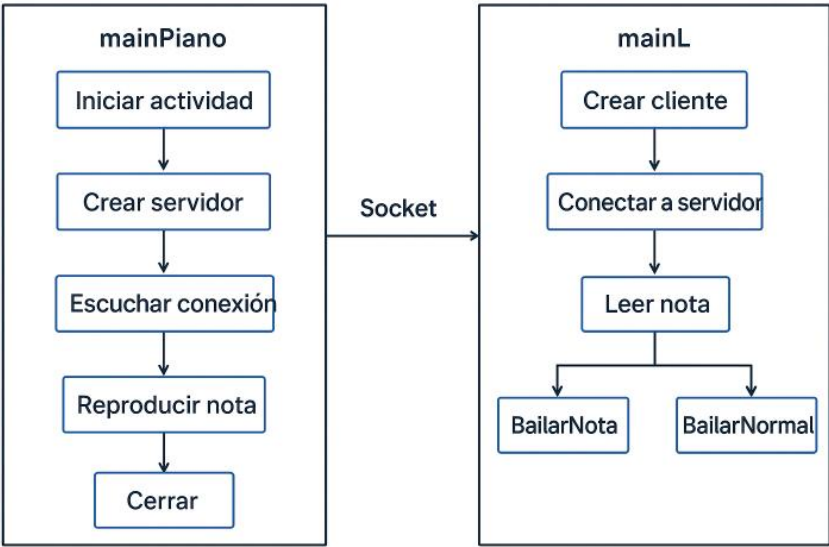 mainPiano
Iniciar actividad
Crear servidor
Escuchar conexión
Reproducir nota
Cerrar
Socket
mainL
Crear cliente
Conectar a servidor
Leer nota
BailarNota
BailarNormal